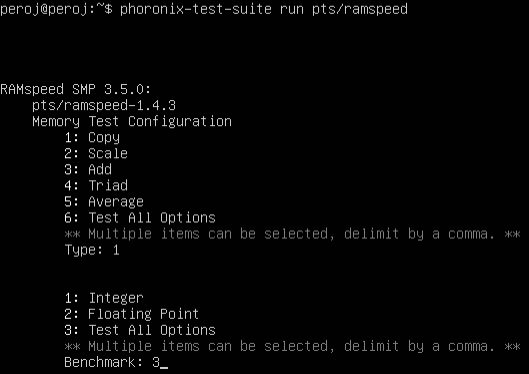 peroj@peroj:~$ phoronix-test-suite run pts/ramspeed
RAMspeed SMP 3.5.0:
pts/ramspeed-1.4.3
Memory Test Configuration
1: Copy
2: Scale
3: Add
4: Triad
5: Average
6: Test All Options
** Multiple items can be selected, delimit by a comma. **
Type: 1
1: Integer
2: Floating Point
3: Test All Options
** Multiple items can be selected, delimit by a comma. **
Benchmark: 3_